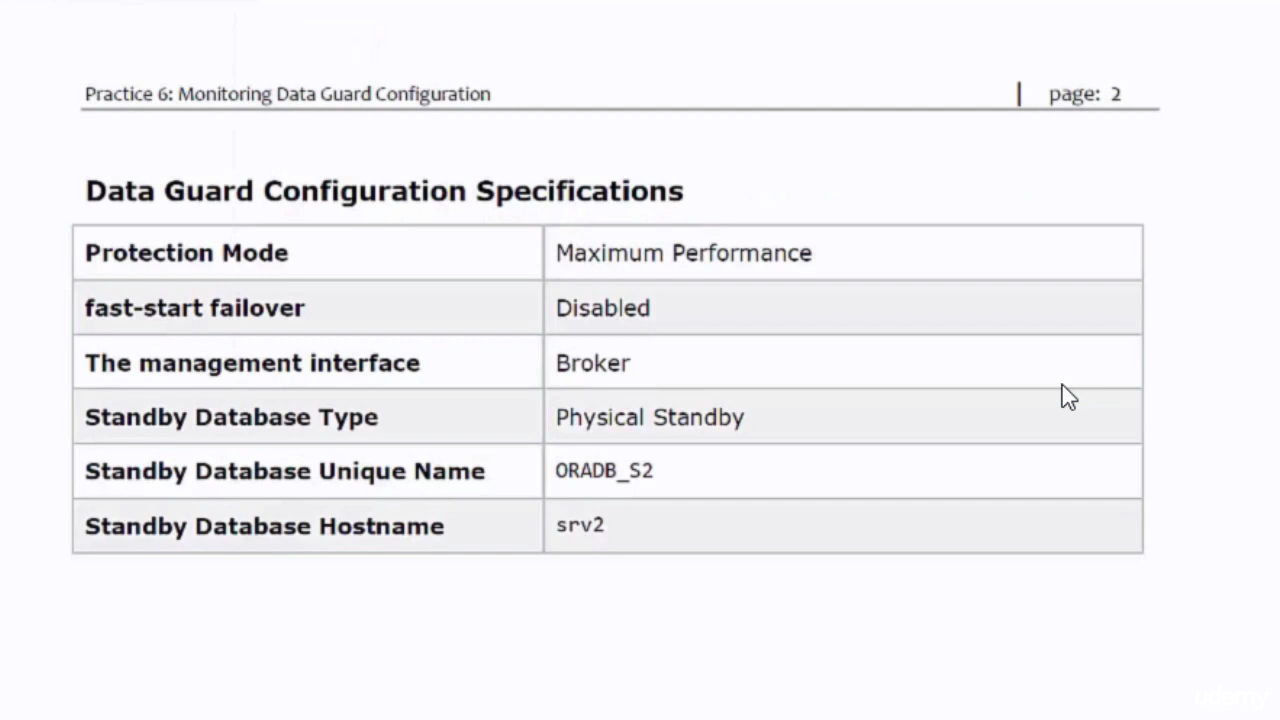 Practice 6: Monitoring Data Guard Configuration | page: 2
Data Guard Configuration Specifications
Protection Mode Maximum Performance
fast-start failover Disabled
The management interface Broker
Standby Database Type Physical Standby
Standby Database Unique Name ORADB_S2
Standby Database Hostname srv2
udemy